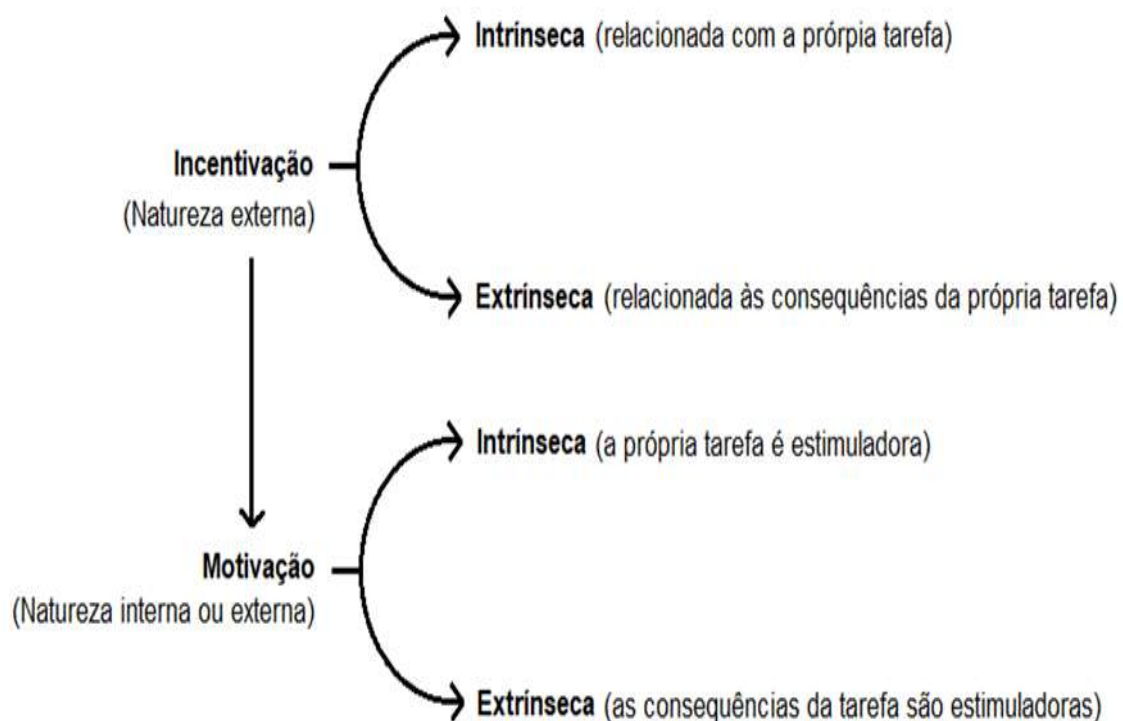 Intrínseca (relacionada com a prórpia tarefa)
Incentivação
(Natureza externa)
Extrínseca (relacionada às consequências da própria tarefa)
Intrínseca (a própria tarefa é estimuladora)
Motivação
(Natureza interna ou externa)
Extrínseca (as consequências da tarefa são estimuladoras)